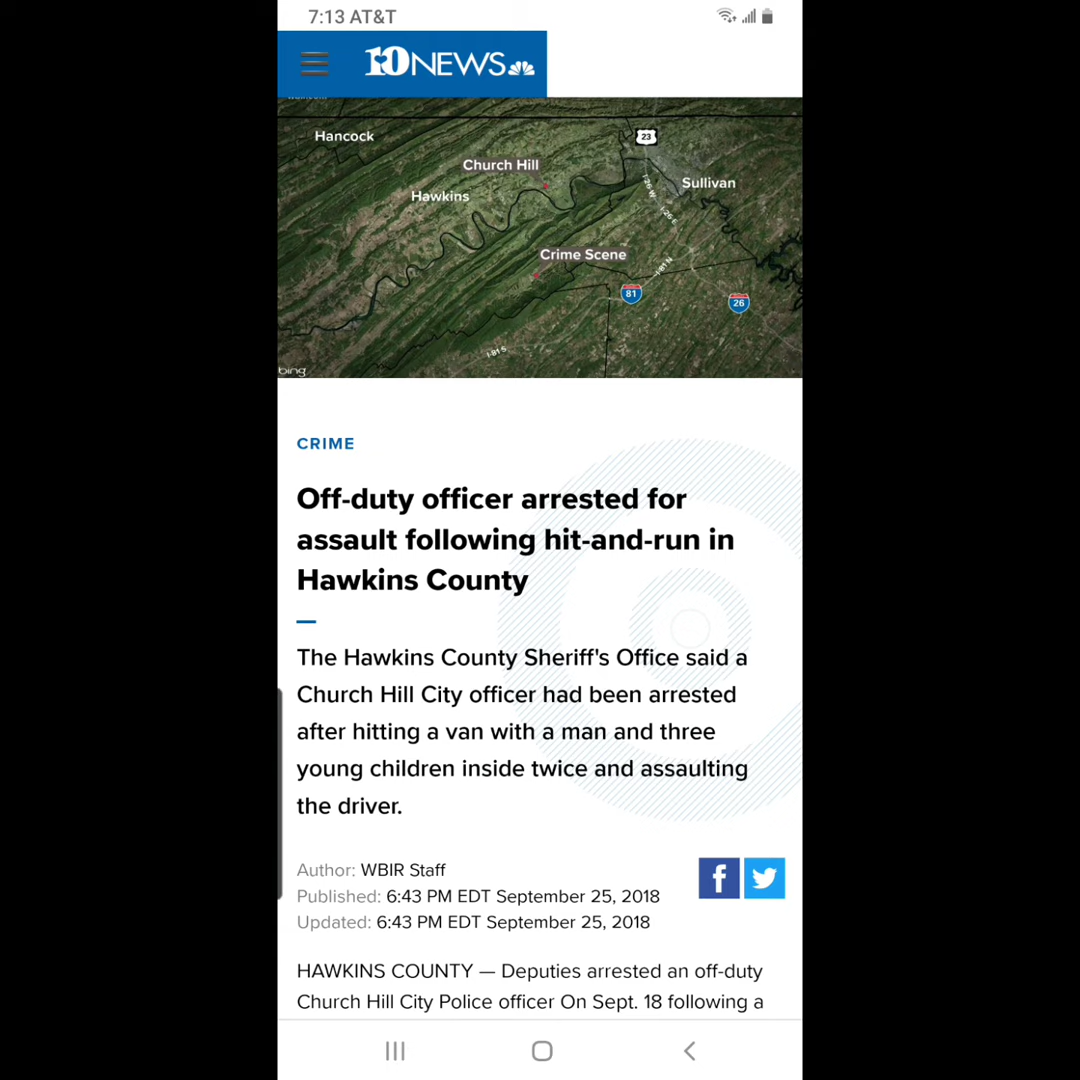 7:13 AT&T
10NEWS
Hancock
23
Church Hill
Sullivan
Hawkins
I-26 W
I-26 E
Crime Scene
I-81 N
81
26
I-81 S
bing
CRIME
Off-duty officer arrested for
assault following hit-and-run in
Hawkins County
The Hawkins County Sheriff's Office said a
Church Hill City officer had been arrested
after hitting a van with a man and three
young children inside twice and assaulting
the driver.
Author: WBIR Staff
Published: 6:43 PM EDT September 25, 2018
Updated: 6:43 PM EDT September 25, 2018
HAWKINS COUNTY — Deputies arrested an off-duty
Church Hill City Police officer On Sept. 18 following a